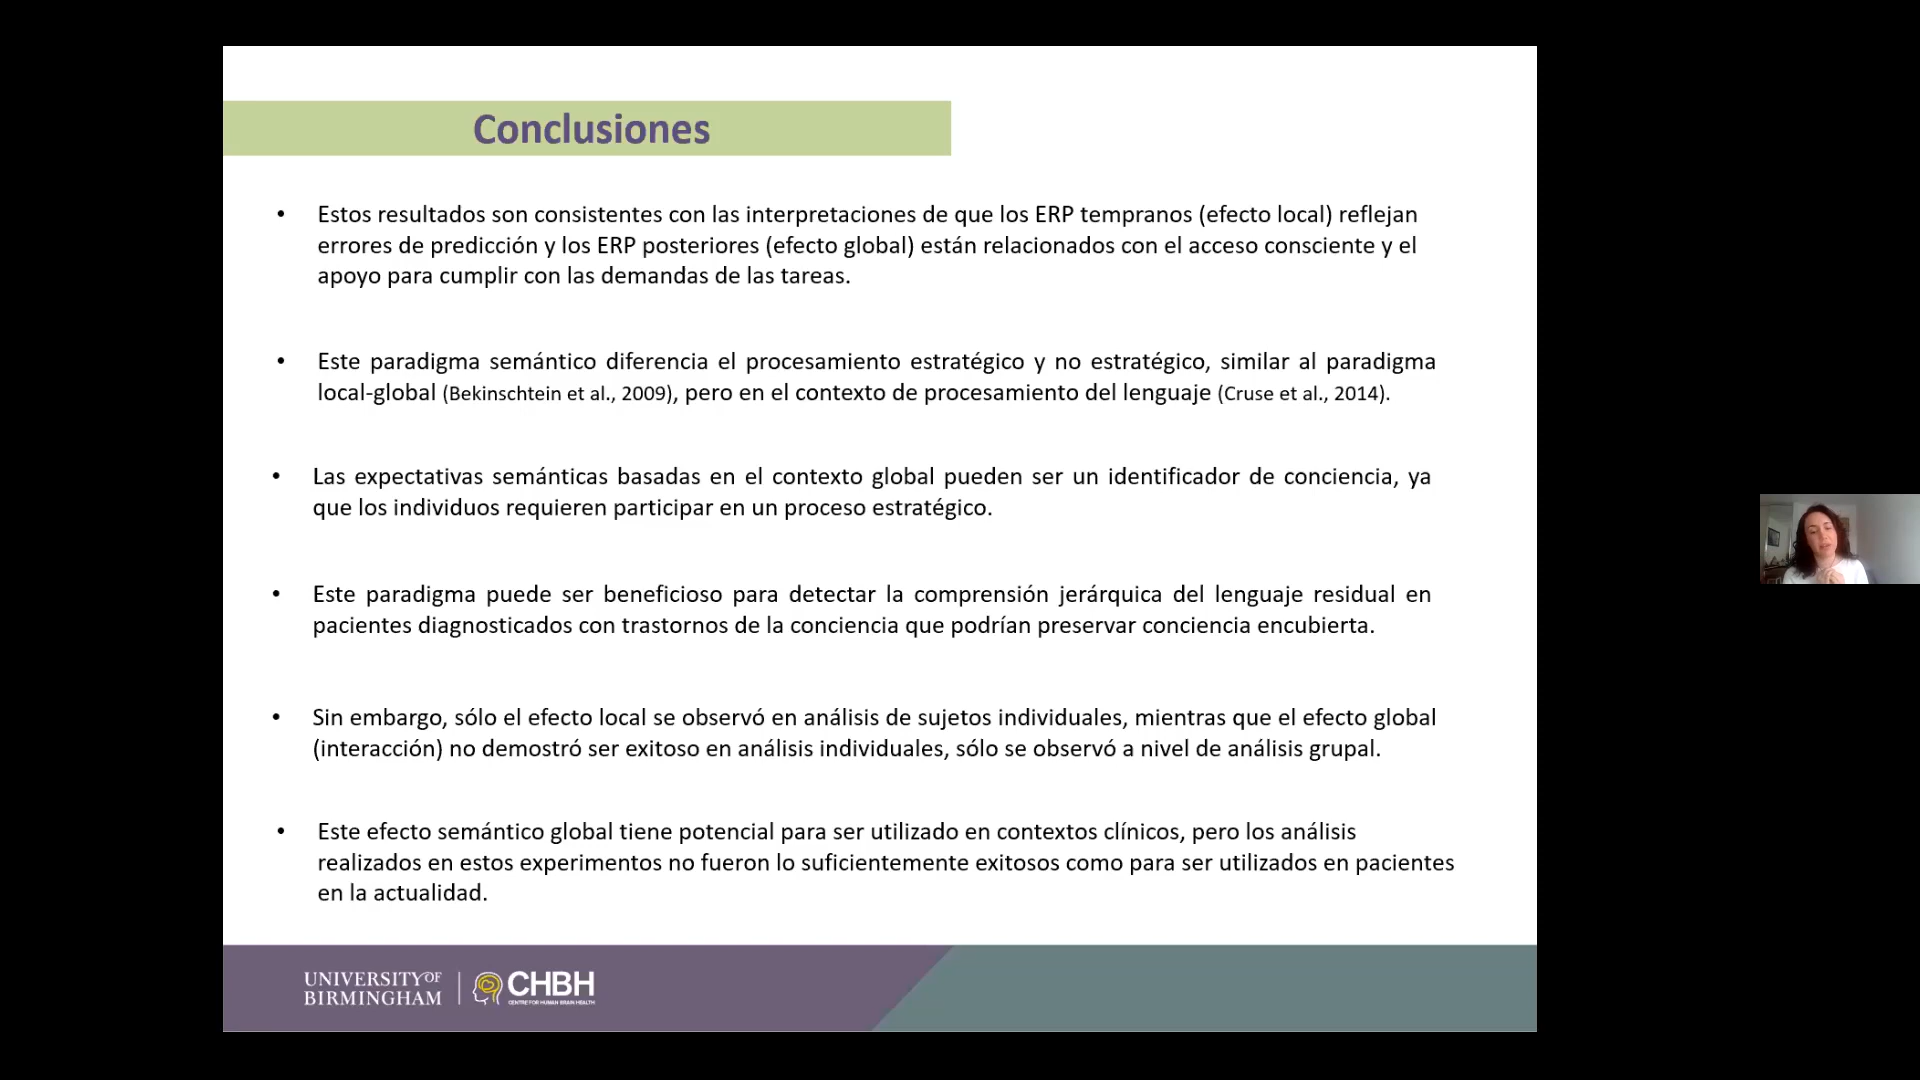 Conclusiones
• Estos resultados son consistentes con las interpretaciones de que los ERP tempranos (efecto local) reflejan
errores de predicción y los ERP posteriores (efecto global) están relacionados con el acceso consciente y el
apoyo para cumplir con las demandas de las tareas.
• Este paradigma semántico diferencia el procesamiento estratégico y no estratégico, similar al paradigma
local-global (Bekinschtein et al., 2009), pero en el contexto de procesamiento del lenguaje (Cruse et al., 2014).
• Las expectativas semánticas basadas en el contexto global pueden ser un identificador de conciencia, ya
que los individuos requieren participar en un proceso estratégico.
• Este paradigma puede ser beneficioso para detectar la comprensión jerárquica del lenguaje residual en
pacientes diagnosticados con trastornos de la conciencia que podrían preservar conciencia encubierta.
• Sin embargo, sólo el efecto local se observó en análisis de sujetos individuales, mientras que el efecto global
(interacción) no demostró ser exitoso en análisis individuales, sólo se observó a nivel de análisis grupal.
• Este efecto semántico global tiene potencial para ser utilizado en contextos clínicos, pero los análisis
realizados en estos experimentos no fueron lo suficientemente exitosos como para ser utilizados en pacientes
en la actualidad.
UNIVERSITY OF
BIRMINGHAM
CHBH
CENTRE FOR HUMAN BRAIN HEALTH